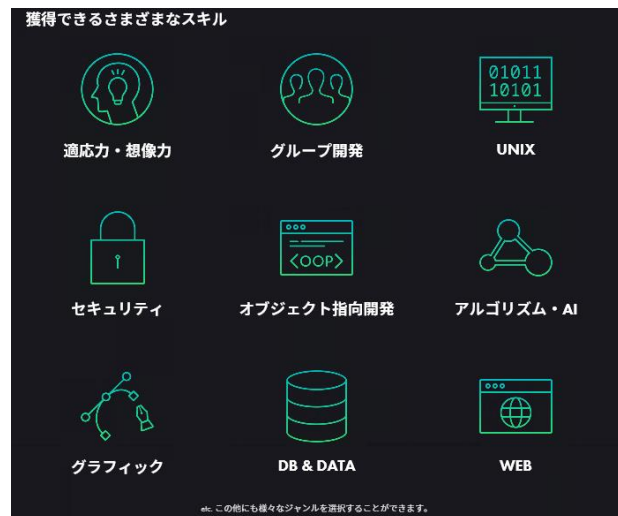 獲得できるさまざまなスキル
01011
10101
適応力・想像力
グループ開発
UNIX
<OOP>
セキュリティ
オブジェクト指向開発
アルゴリズム・AI
グラフィック
DB & DATA
WEB
etc. この他にも様々なジャンルを選択することができます。